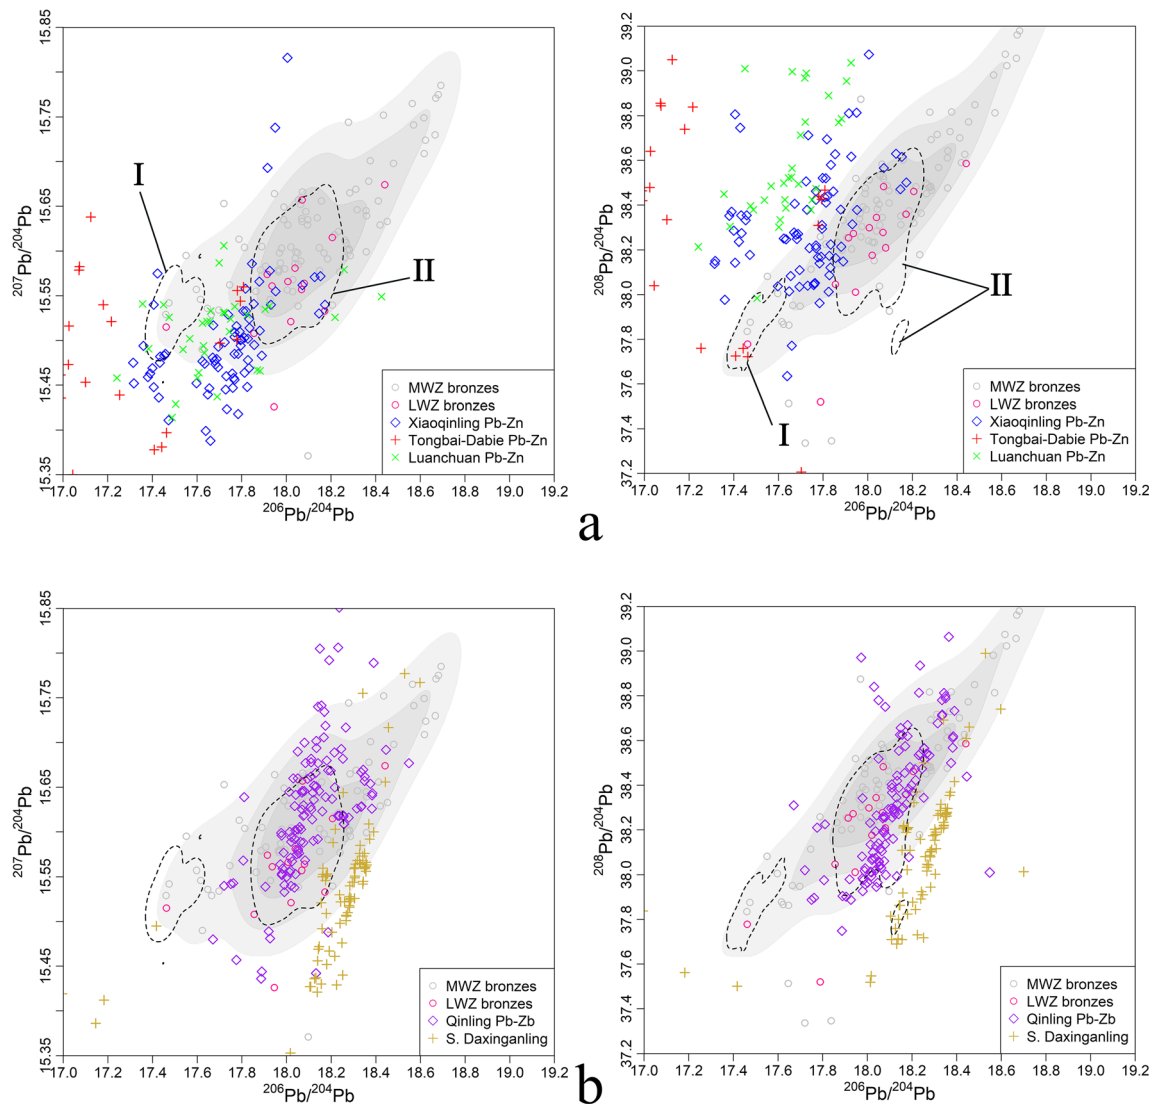 a
15.85
15.75
15.65
15.55
15.45
15.35
207Pb/204Pb
17.0 17.2 17.4 17.6 17.8 18.0 18.2 18.4 18.6 18.8 19.0 19.2
206Pb/204Pb
I
II
MWZ bronzes
LWZ bronzes
Xiaoqinling Pb-Zn
Tongbai-Dabie Pb-Zn
Luanchuan Pb-Zn
39.2
39.0
38.8
38.6
38.4
38.2
38.0
37.8
37.6
37.4
37.2
208Pb/204Pb
17.0 17.2 17.4 17.6 17.8 18.0 18.2 18.4 18.6 18.8 19.0 19.2
206Pb/204Pb
II
I
MWZ bronzes
LWZ bronzes
Xiaoqinling Pb-Zn
Tongbai-Dabie Pb-Zn
Luanchuan Pb-Zn
b
15.85
15.75
15.65
15.55
15.45
15.35
207Pb/204Pb
17.0 17.2 17.4 17.6 17.8 18.0 18.2 18.4 18.6 18.8 19.0 19.2
206Pb/204Pb
MWZ bronzes
LWZ bronzes
Qinling Pb-Zb
S. Daxinganling
39.2
39.0
38.8
38.6
38.4
38.2
38.0
37.8
37.6
37.4
37.2
208Pb/204Pb
17.0 17.2 17.4 17.6 17.8 18.0 18.2 18.4 18.6 18.8 19.0 19.2
206Pb/204Pb
MWZ bronzes
LWZ bronzes
Qinling Pb-Zb
S. Daxinganling